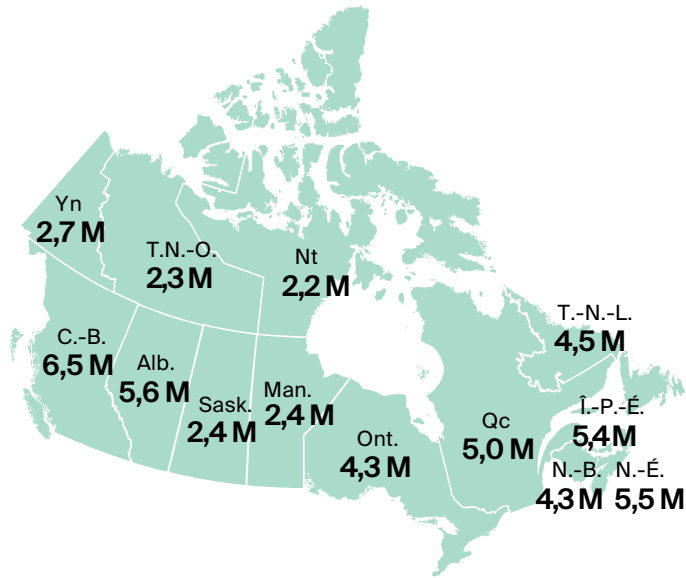 Yn
2,7 M
T.N.-O.
2,3 M
Nt
2,2 M
T.-N.-L.
4,5 M
C.-B.
6,5 M
Alb.
5,6 M
Sask.
2,4 M
Man.
2,4 M
Ont.
4,3 M
Qc
5,0 M
Î.-P.-É.
5,4 M
N.-B.
4,3 M
N.-É.
5,5 M